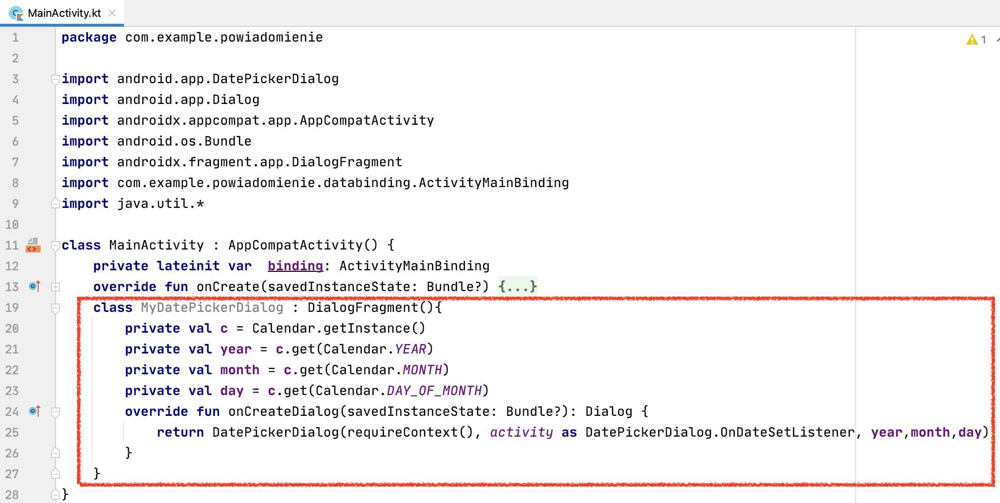 MainActivity.kt
1 package com.example.powiadomienie
1
2
3 import android.app.DatePickerDialog
4 import android.app.Dialog
5 import androidx.appcompat.app.AppCompatActivity
6 import android.os.Bundle
7 import androidx.fragment.app.DialogFragment
8 import com.example.powiadomienie.databinding.ActivityMainBinding
9 import java.util.*
10
11 class MainActivity : AppCompatActivity() {
12     private lateinit var  binding: ActivityMainBinding
13     override fun onCreate(savedInstanceState: Bundle?) {...}
19     class MyDatePickerDialog : DialogFragment(){
20         private val c = Calendar.getInstance()
21         private val year = c.get(Calendar.YEAR)
22         private val month = c.get(Calendar.MONTH)
23         private val day = c.get(Calendar.DAY_OF_MONTH)
24         override fun onCreateDialog(savedInstanceState: Bundle?): Dialog {
25             return DatePickerDialog(requireContext(), activity as DatePickerDialog.OnDateSetListener, year,month,day)
26         }
27     }
28 }